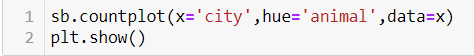 1 sb.countplot(x='city',hue='animal',data=x)
2 plt.show()